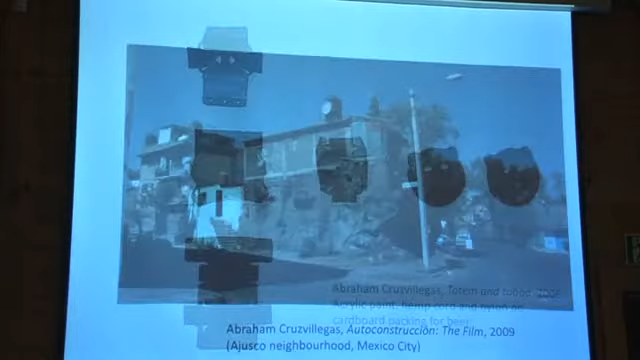 Abraham Cruzvillegas, Totem and taboo,
Acrylic paint, hemp cord and nylon on
cardboard packing for beer
Abraham Cruzvillegas, Autoconstrucción: The Film, 2009
(Ajusco neighbourhood, Mexico City)